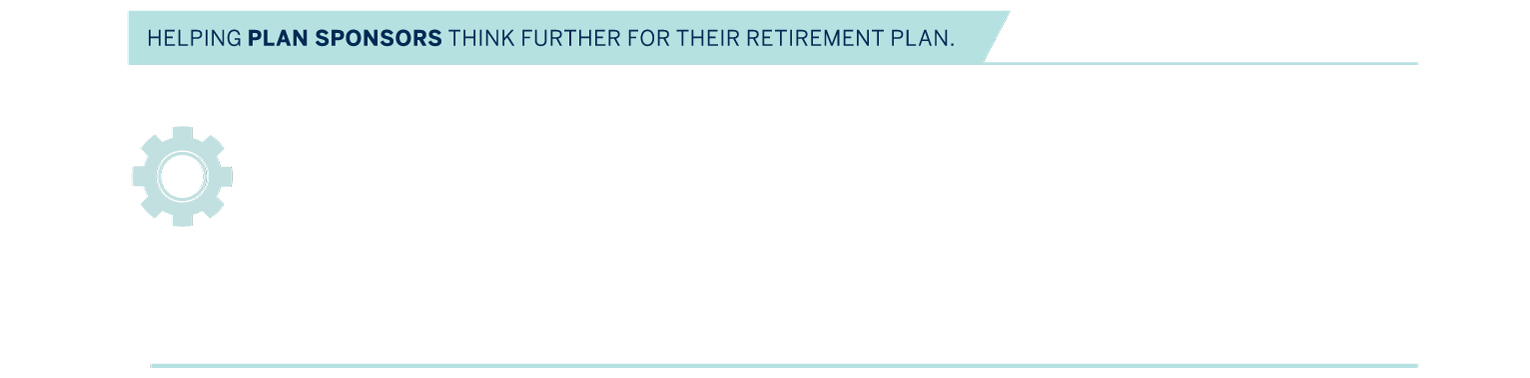 HELPING PLAN SPONSORS THINK FURTHER FOR THEIR RETIREMENT PLAN.